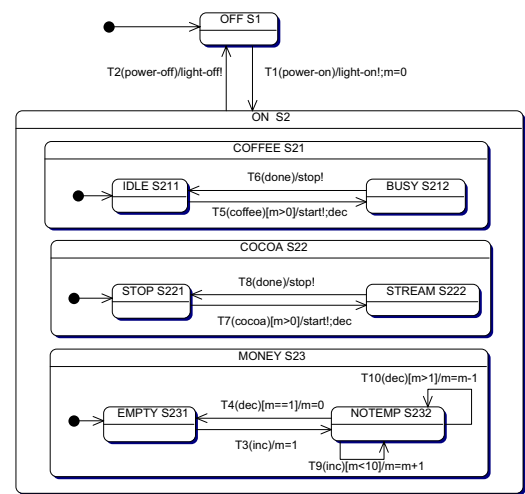 OFF S1
T2(power-off)/light-off!
T1(power-on)/light-on!;m=0
ON S2
COFFEE S21
IDLE S211
T6(done)/stop!
BUSY S212
T5(coffee)[m>0]/start!;dec
COCOA S22
STOP S221
T8(done)/stop!
STREAM S222
T7(cocoa)[m>0]/start!;dec
MONEY S23
T10(dec)[m>1]/m=m-1
EMPTY S231
T4(dec)[m==1]/m=0
NOTEMP S232
T3(inc)/m=1
T9(inc)[m<10]/m=m+1